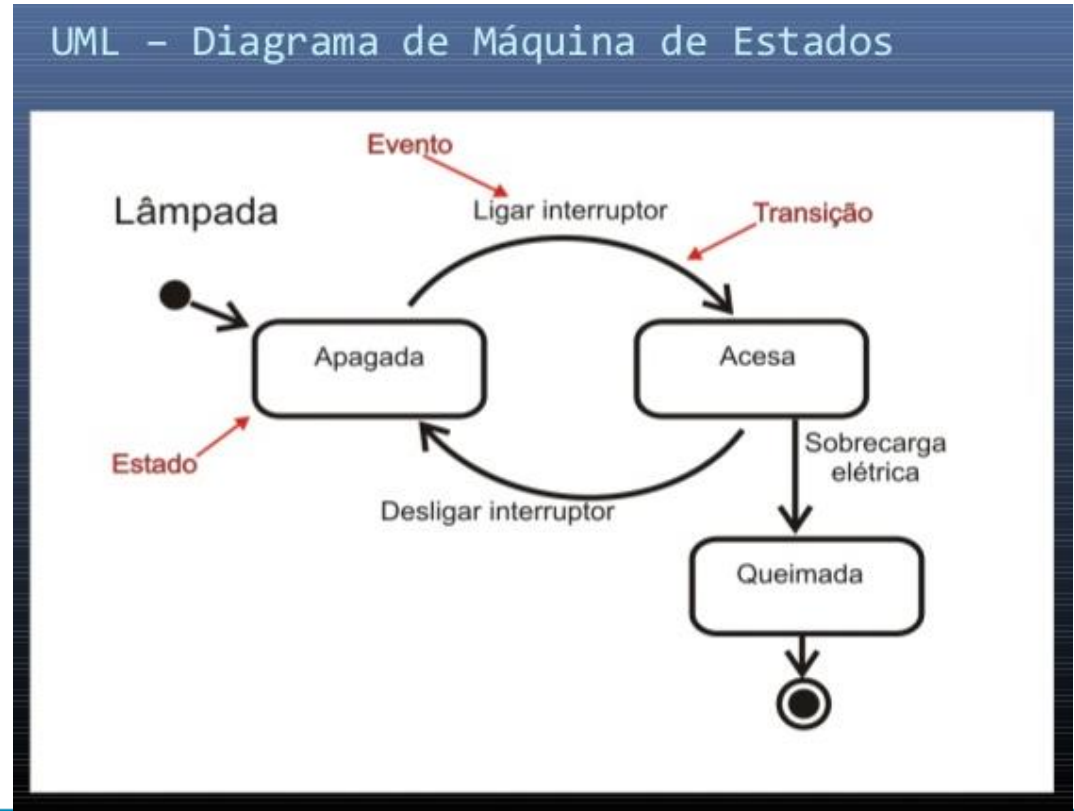 UML – Diagrama de Máquina de Estados
Evento
Lâmpada
Ligar interruptor
Transição
Apagada
Acesa
Estado
Sobrecarga
elétrica
Desligar interruptor
Queimada